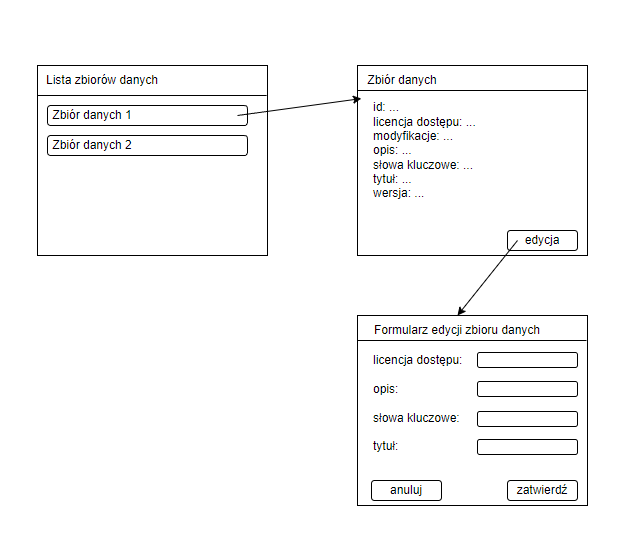 Lista zbiorów danych
Zbiór danych 1
Zbiór danych 2
Zbiór danych
id: ...
licencja dostępu: ...
modyfikacje: ...
opis: ...
słowa kluczowe: ...
tytuł: ...
wersja: ...
edycja
Formularz edycji zbioru danych
licencja dostępu:
opis:
słowa kluczowe:
tytuł:
anuluj
zatwierdź